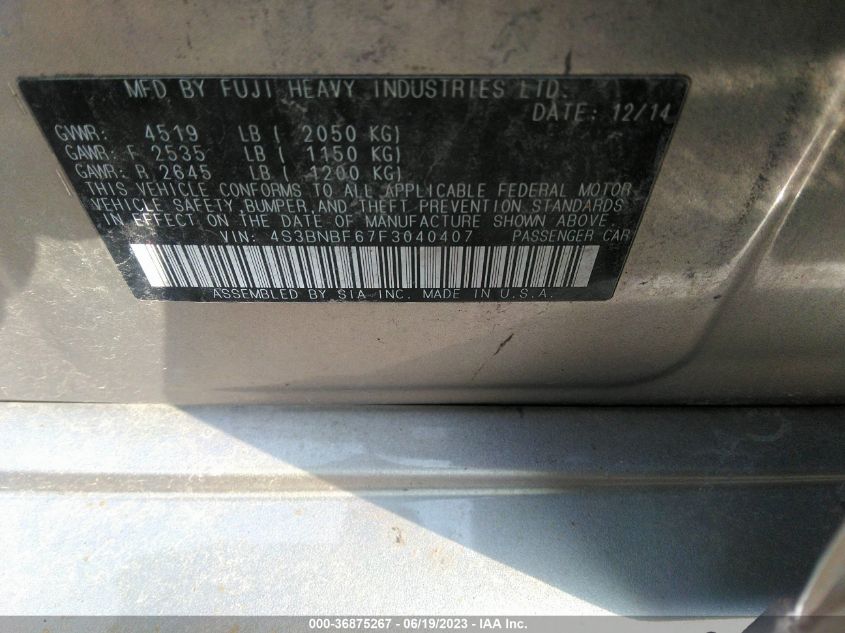 MFD BY FUJI HEAVY INDUSTRIES LTD.
DATE: 12/14
GVWR: 4519 LB ( 2050 KG)
GAWR: F 2535 LB ( 1150 KG)
GAWR: R 2645 LB ( 1200 KG)
THIS VEHICLE CONFORMS TO ALL APPLICABLE FEDERAL MOTOR
VEHICLE SAFETY, BUMPER, AND THEFT PREVENTION STANDARDS
IN EFFECT ON THE DATE OF MANUFACTURE SHOWN ABOVE.
VIN: 4S3BNBF67F3040407 PASSENGER CAR
ASSEMBLED BY SIA INC. MADE IN U.S.A.
000-36875267 - 06/19/2023 - IAA Inc.